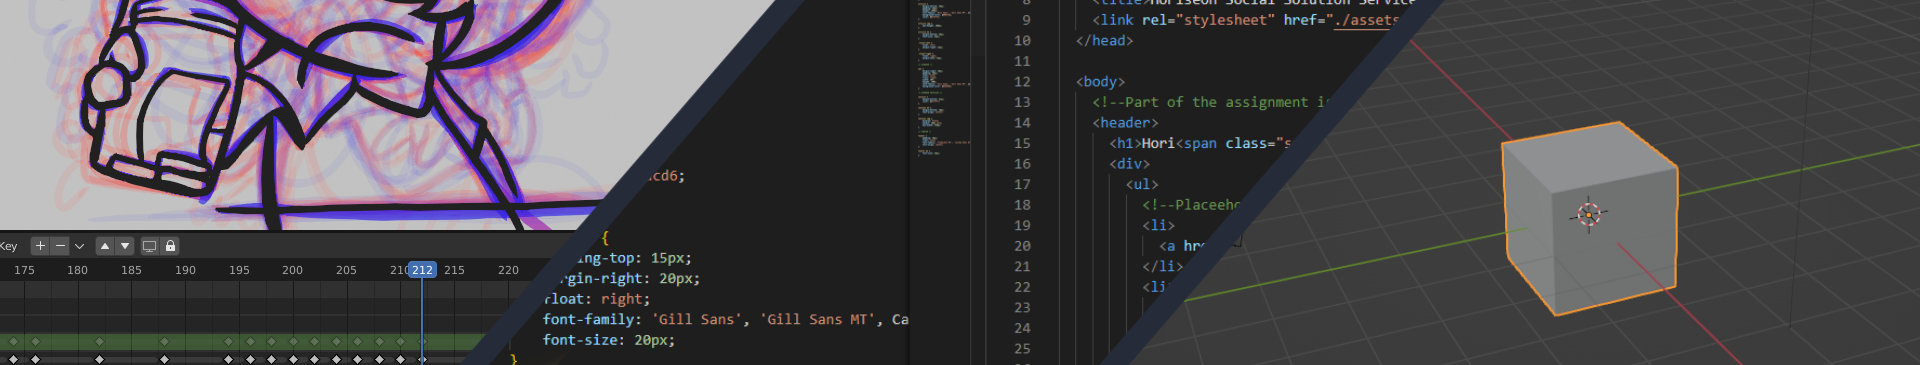 Key
175 180 185 190 195 200 205 210 212 215 220
cd6;
{
ing-top: 15px;
rgin-right: 20px;
float: right;
font-family: 'Gill Sans', 'Gill Sans MT', Ca
font-size: 20px;
}
8 <title>Horiseon Social Solution Service
9 <link rel="stylesheet" href="./assets
10 </head>
11
12 <body>
13 <!--Part of the assignment is
14 <header>
15 <h1>Hori<span class="s
16 <div>
17 <ul>
18 <!--Placeeho
19 <li>
20 <a hr
21 </li>
22 <li
23
24
25